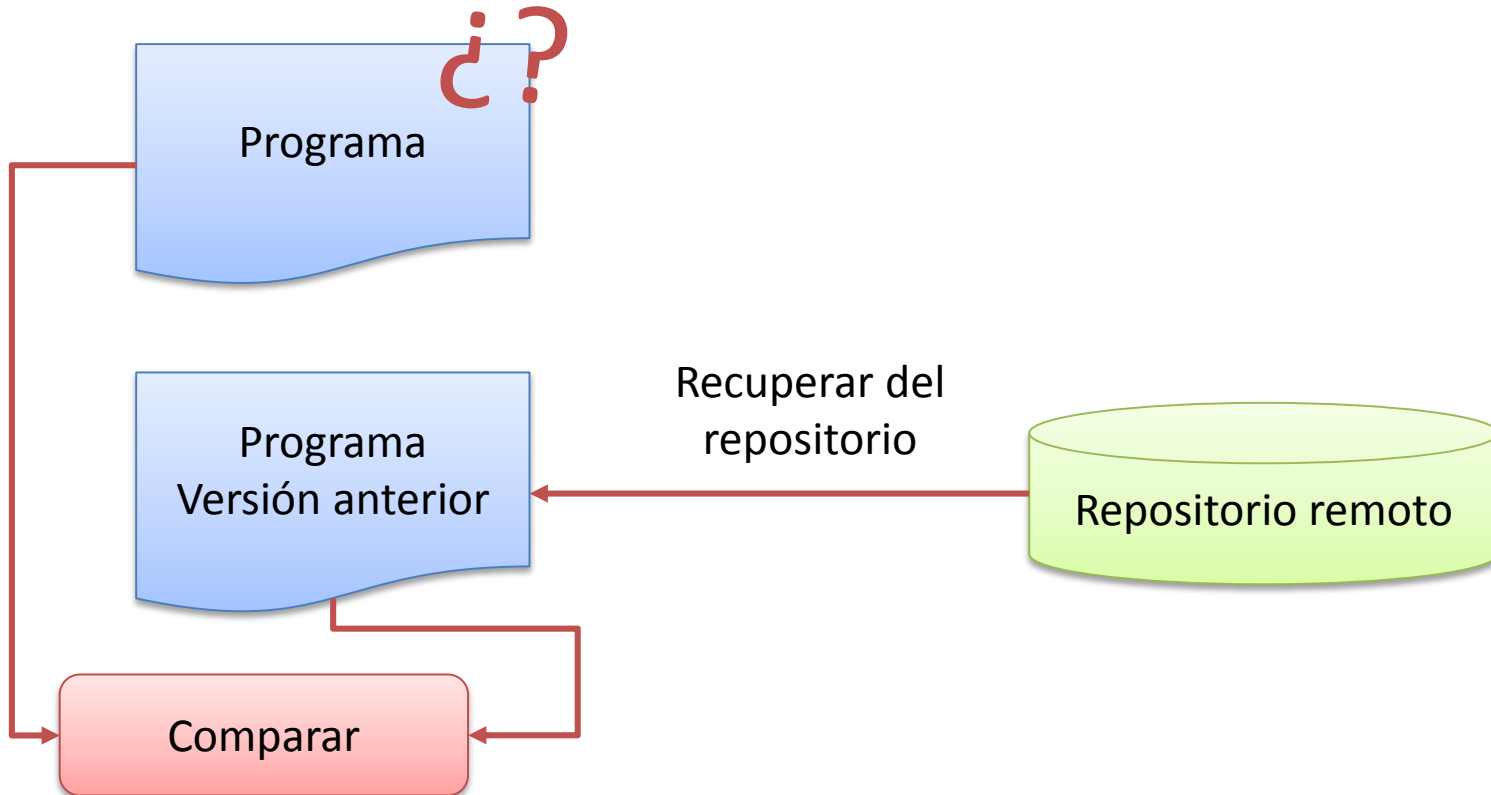 ¿?
Programa
Recuperar del
repositorio
Programa
Versión anterior
Repositorio remoto
Comparar